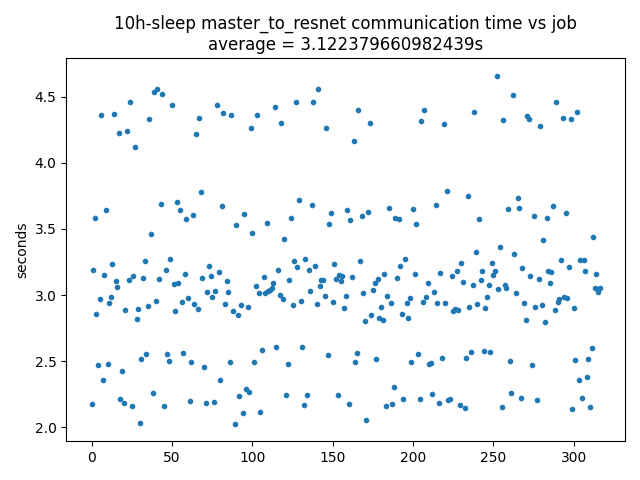 10h-sleep master_to_resnet communication time vs job
average = 3.122379660982439s
seconds
4.5
4.0
3.5
3.0
2.5
2.0
0 50 100 150 200 250 300